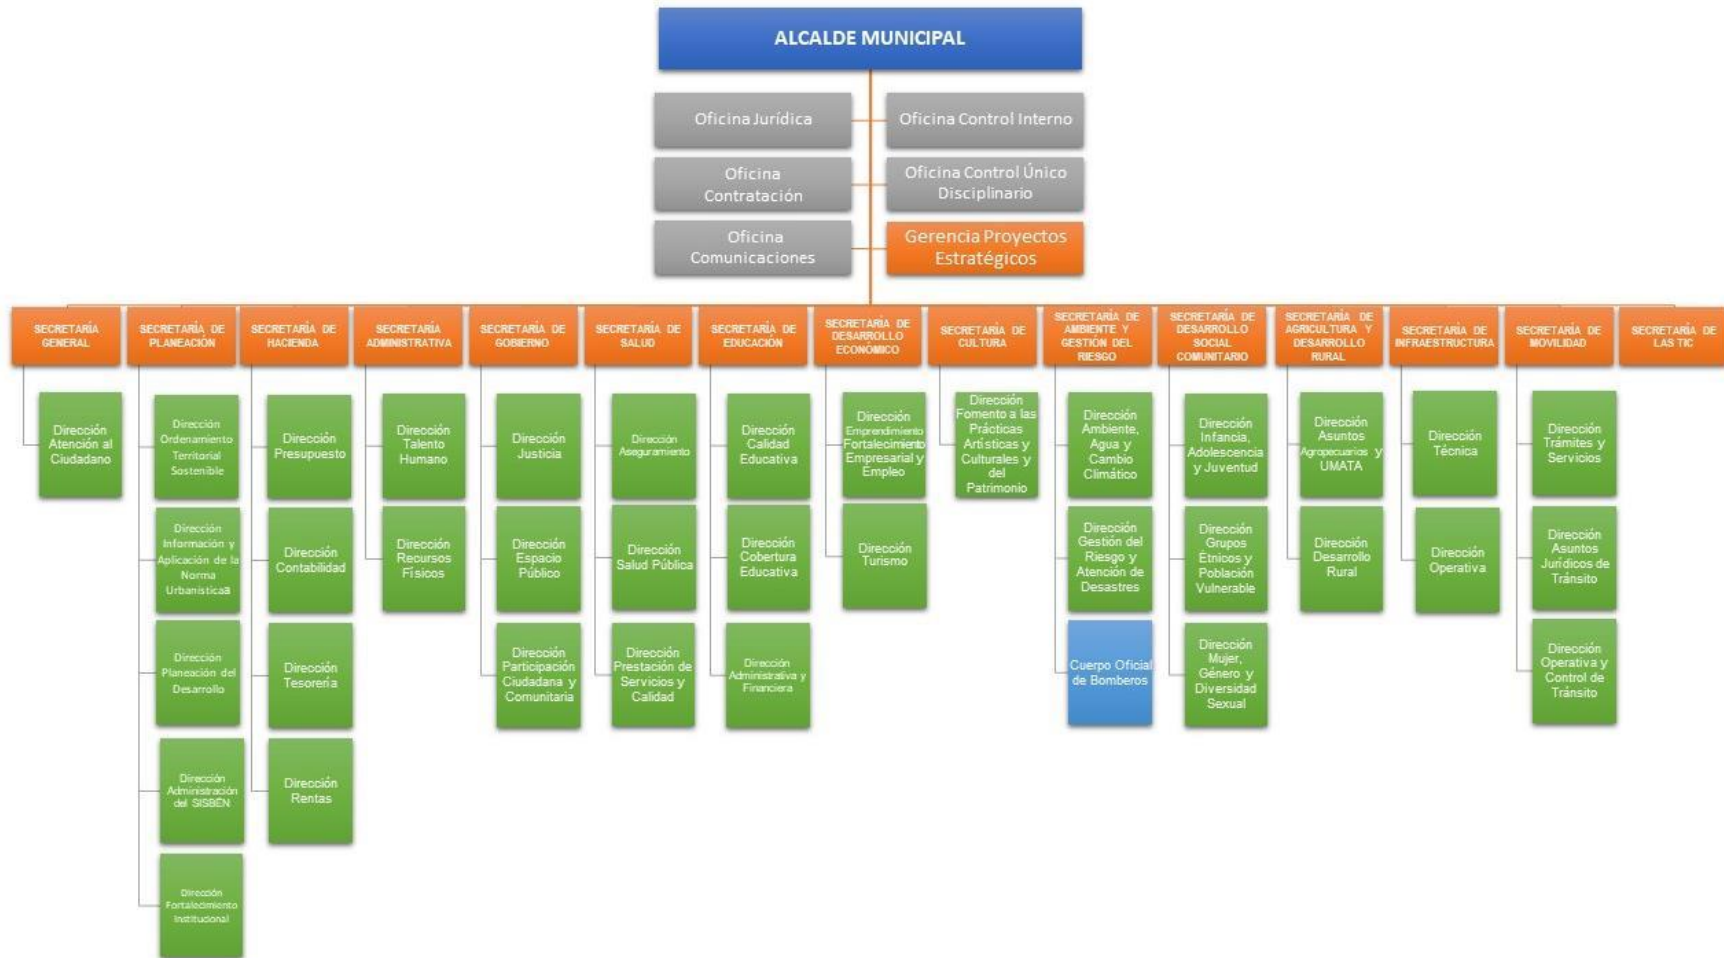 ALCALDE MUNICIPAL
Oficina Jurídica
Oficina Control Interno
Oficina
Contratación
Oficina Control Único
Disciplinario
Oficina
Comunicaciones
Gerencia Proyectos
Estratégicos
SECRETARÍA
GENERAL
SECRETARÍA DE
PLANEACIÓN
SECRETARÍA DE
HACIENDA
SECRETARÍA
ADMINISTRATIVA
SECRETARÍA DE
GOBIERNO
SECRETARÍA DE
SALUD
SECRETARÍA DE
EDUCACIÓN
SECRETARÍA DE
DESARROLLO
ECONÓMICO
SECRETARÍA DE
CULTURA
SECRETARÍA DE
AMBIENTE Y
GESTIÓN DEL
RIESGO
SECRETARÍA DE
DESARROLLO
SOCIAL
COMUNITARIO
SECRETARÍA DE
AGRICULTURA Y
DESARROLLO
RURAL
SECRETARÍA DE
INFRAESTRUCTURA
SECRETARÍA DE
MOVILIDAD
SECRETARÍA DE
LAS TIC
Dirección
Atención al
Ciudadano
Dirección
Ordenamiento
Territorial
Sostenible
Dirección
Información y
Aplicación de la
Norma
Urbanísticaa
Dirección
Planeación del
Desarrollo
Dirección
Administración
del SISBÉN
Dirección
Fortalecimiento
Institucional
Dirección
Presupuesto
Dirección
Contabilidad
Dirección
Tesorería
Dirección
Rentas
Dirección
Talento
Humano
Dirección
Recursos
Físicos
Dirección
Justicia
Dirección
Espacio
Público
Dirección
Participación
Ciudadana y
Comunitaria
Dirección
Aseguramiento
Dirección
Salud Pública
Dirección
Prestación de
Servicios y
Calidad
Dirección
Calidad
Educativa
Dirección
Cobertura
Educativa
Dirección
Administrativa y
Financiera
Dirección
Emprendimiento
Fortalecimiento
Empresarial y
Empleo
Dirección
Turismo
Dirección
Fomento a las
Prácticas
Artísticas y
Culturales y
del
Patrimonio
Dirección
Ambiente,
Agua y
Cambio
Climático
Dirección
Gestión del
Riesgo y
Atención de
Desastres
Cuerpo Oficial
de Bomberos
Dirección
Infancia,
Adolescencia
y Juventud
Dirección
Grupos
Étnicos y
Población
Vulnerable
Dirección
Mujer,
Género y
Diversidad
Sexual
Dirección
Asuntos
Agropecuarios y
UMATA
Dirección
Desarrollo
Rural
Dirección
Técnica
Dirección
Operativa
Dirección
Trámites y
Servicios
Dirección
Asuntos
Jurídicos de
Tránsito
Dirección
Operativa y
Control de
Tránsito